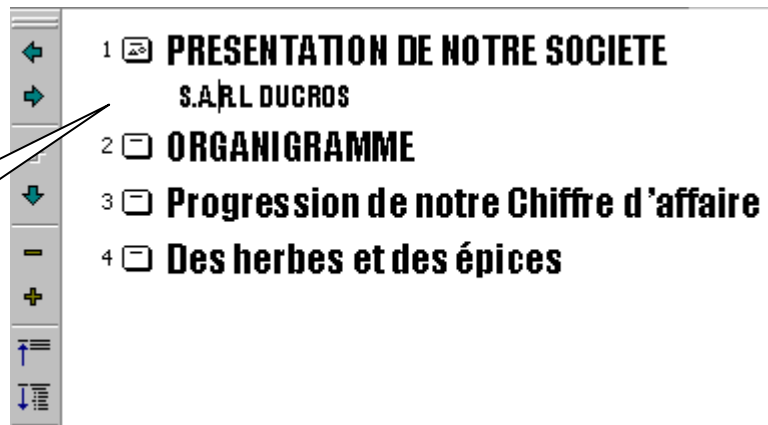 1 PRESENTATION DE NOTRE SOCIETE
S.A.R.L DUCROS
2 ORGANIGRAMME
3 Progression de notre Chiffre d'affaire
4 Des herbes et des épices